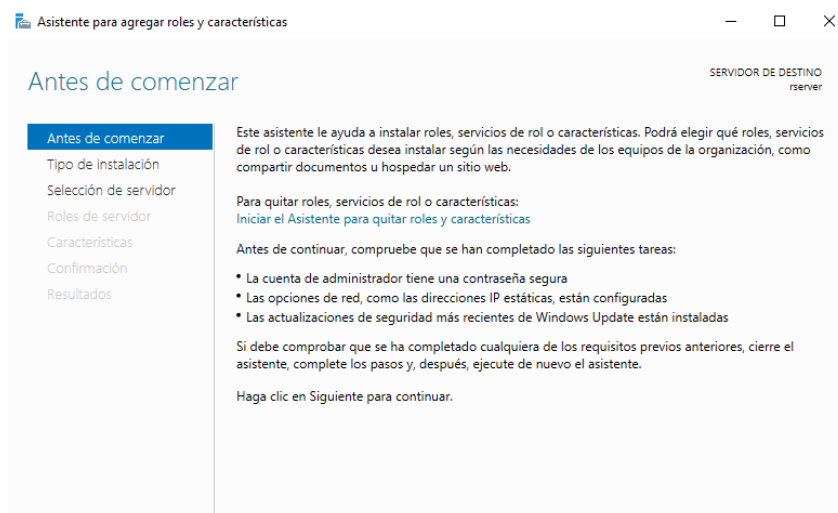 Asistente para agregar roles y características
Antes de comenzar
SERVIDOR DE DESTINO
rserver
Antes de comenzar
Tipo de instalación
Selección de servidor
Roles de servidor
Características
Confirmación
Resultados
Este asistente le ayuda a instalar roles, servicios de rol o características. Podrá elegir qué roles, servicios
de rol o características desea instalar según las necesidades de los equipos de la organización, como
compartir documentos u hospedar un sitio web.
Para quitar roles, servicios de rol o características:
Iniciar el Asistente para quitar roles y características
Antes de continuar, compruebe que se han completado las siguientes tareas:
• La cuenta de administrador tiene una contraseña segura
• Las opciones de red, como las direcciones IP estáticas, están configuradas
• Las actualizaciones de seguridad más recientes de Windows Update están instaladas
Si debe comprobar que se ha completado cualquiera de los requisitos previos anteriores, cierre el
asistente, complete los pasos y, después, ejecute de nuevo el asistente.
Haga clic en Siguiente para continuar.